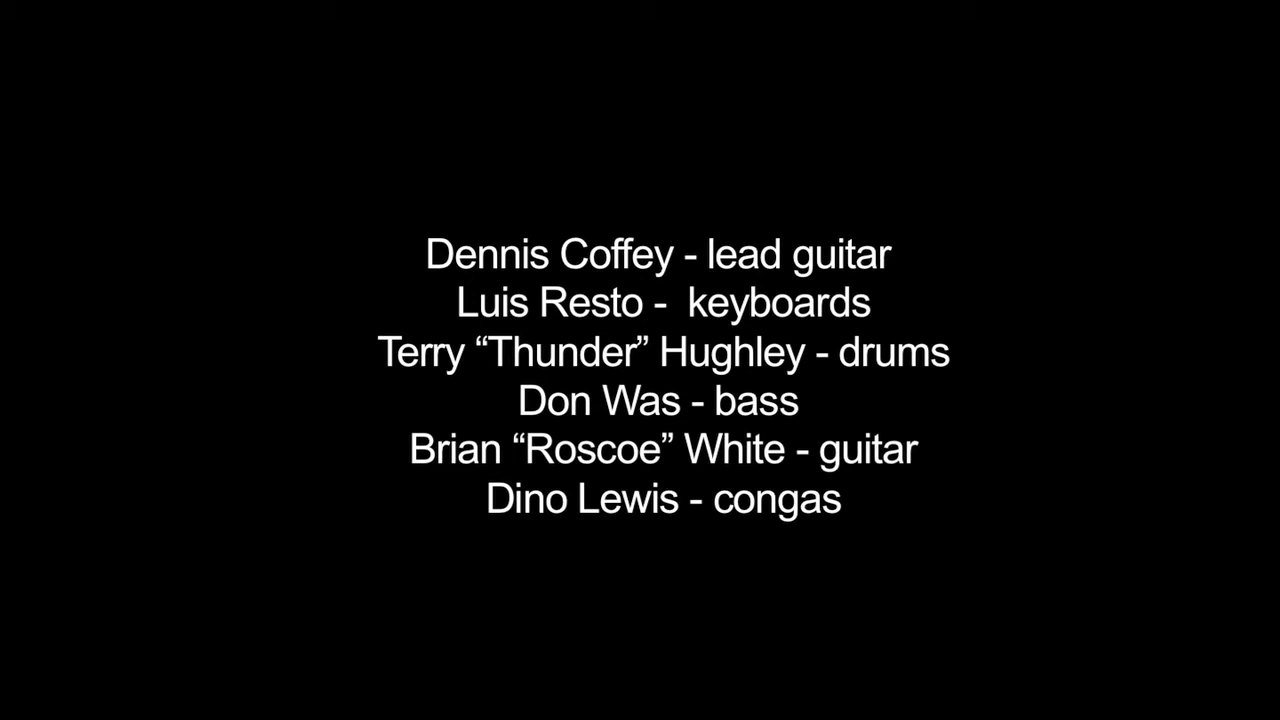 Dennis Coffey - lead guitar
Luis Resto -  keyboards
Terry “Thunder” Hughley - drums
Don Was - bass
Brian “Roscoe” White - guitar
Dino Lewis - congas